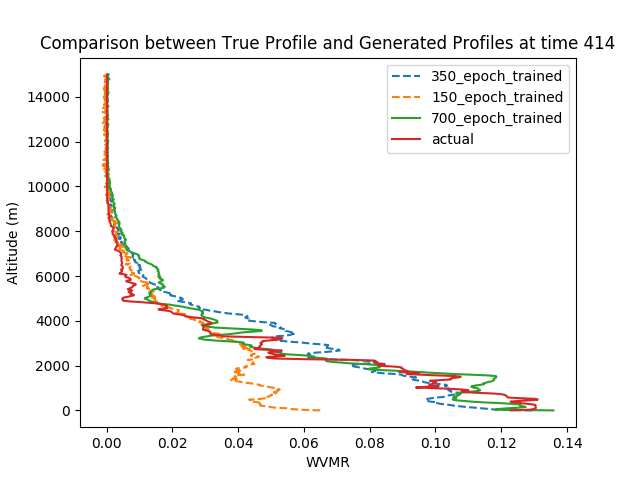 Comparison between True Profile and Generated Profiles at time 414
350_epoch_trained
150_epoch_trained
700_epoch_trained
actual
14000
12000
10000
8000
6000
4000
2000
0
Altitude (m)
0.00 0.02 0.04 0.06 0.08 0.10 0.12 0.14
WVMR